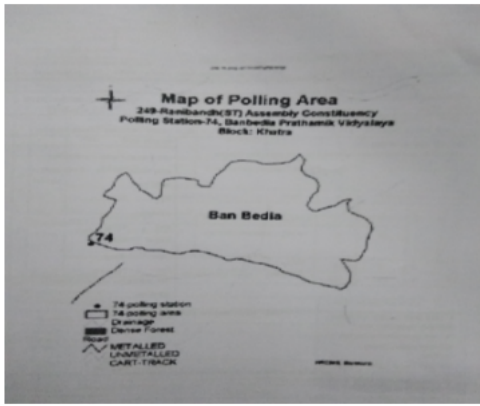 Map of Polling Area
249-Ranibandh(ST) Assembly Constituency
Polling Station-74, Banbedia Prathamik Vidyalaya
Block: Khatra
Ban Bedia
74
74 polling station
74 polling area
Drainage
Dense Forest
Road
METALLED
UNMETALLED
CART-TRACK